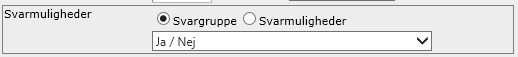 Svarmuligheder
Svargruppe Svarmuligheder
Ja / Nej